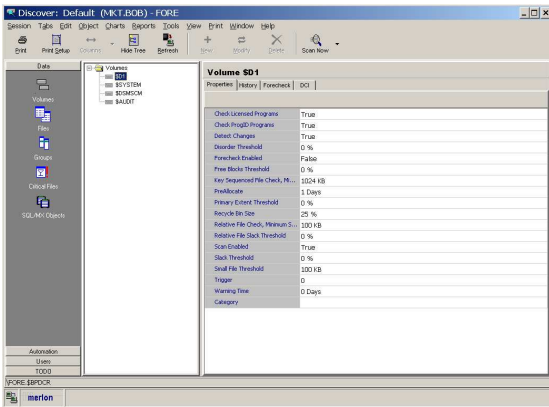 Discover: Default (MKT.BOB) - FORE
Session Tabs Edit Object Charts Reports Tools View Print Window Help
Print Print Setup Columns Hide Tree Refresh New Modify Delete Scan Now
Data
Volumes
Files
Groups
Critical Files
SQL/MX Objects
Automation
Users
TODO
Volumes
$D1
$SYSTEM
$DSMSCM
$AUDIT
Volume $D1
Properties History Forecheck DCI
Check Licensed Programs True
Check ProgID Programs True
Detect Changes True
Disorder Threshold 0 %
Forecheck Enabled False
Free Blocks Threshold 0 %
Key Sequenced File Check, Mi... 1024 KB
PreAllocate 1 Days
Primary Extent Threshold 0 %
Recycle Bin Size 25 %
Relative File Check, Minimum S... 100 KB
Relative File Slack Threshold 0 %
Scan Enabled True
Slack Threshold 0 %
Small File Threshold 100 KB
Trigger 0
Warning Time 0 Days
Category
\FORE.$BPDCR
merlon